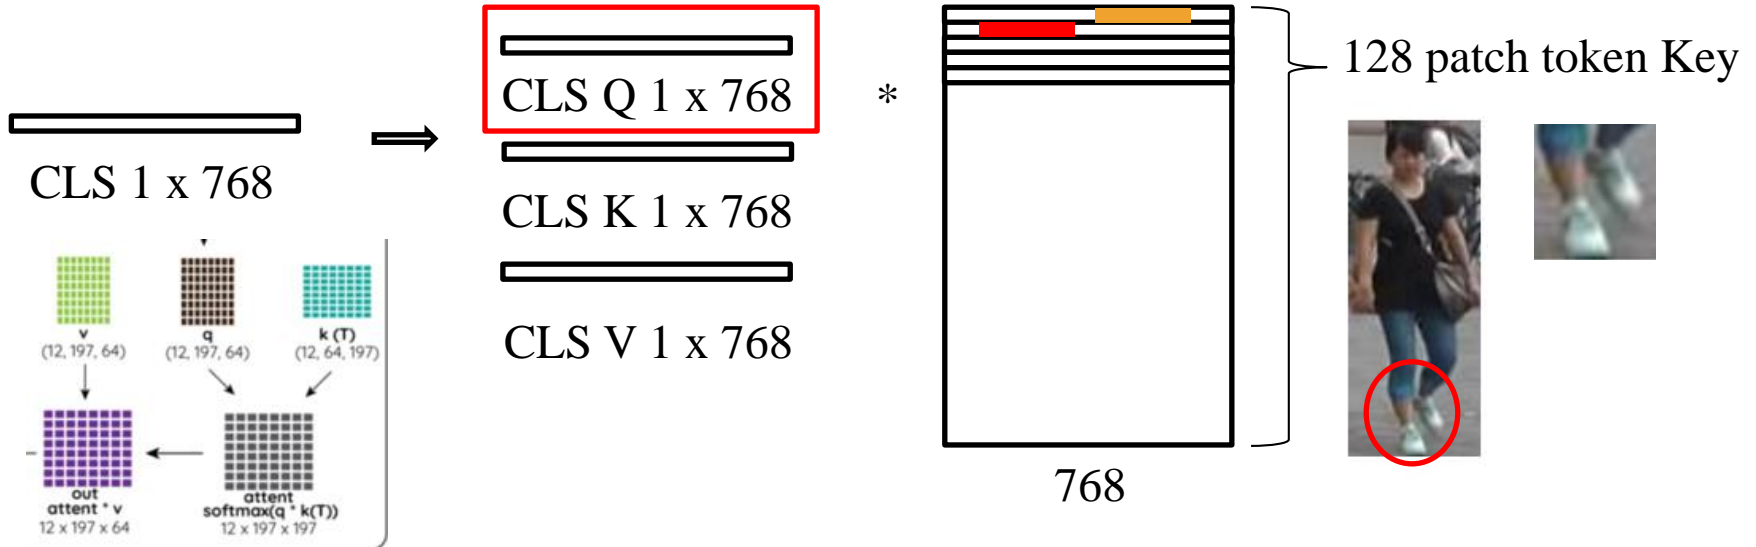 CLS 1 x 768
CLS Q 1 x 768
CLS K 1 x 768
CLS V 1 x 768
*
128 patch token Key
768
v
(12, 197, 64)
q
(12, 197, 64)
k (T)
(12, 64, 197)
out
attent * v
12 x 197 x 64
attent
softmax(q * k(T))
12 x 197 x 197